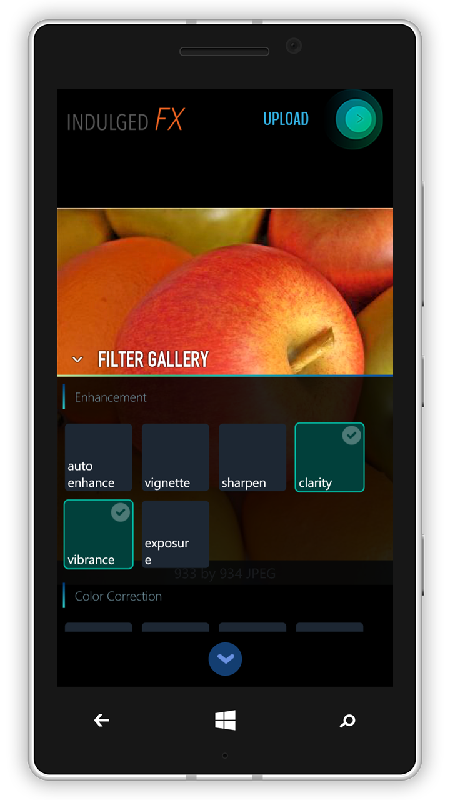 INDULGED FX
UPLOAD
FILTER GALLERY
Enhancement
auto
enhance
vignette
sharpen
clarity
vibrance
exposur
e
933 by 934 JPEG
Color Correction